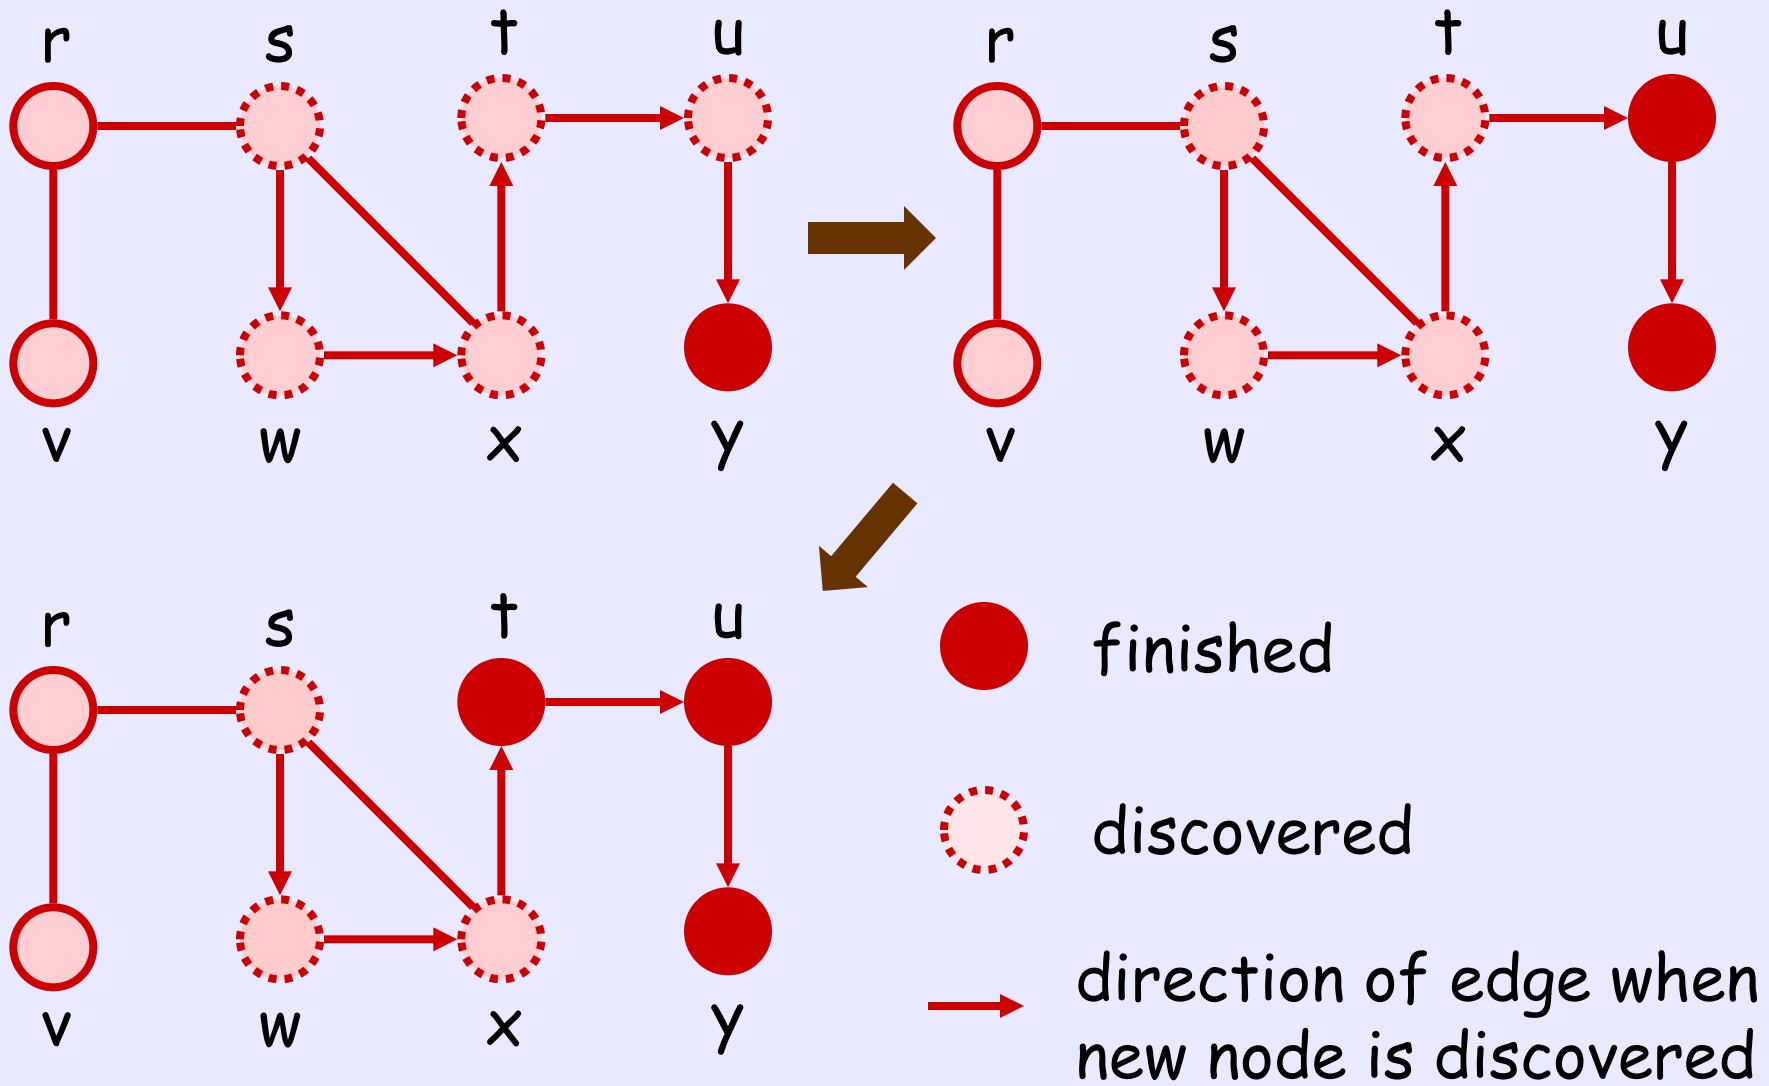 r s t u
r s t u
v w x y
v w x y
r s t u
v w x y
finished
discovered
direction of edge when
new node is discovered